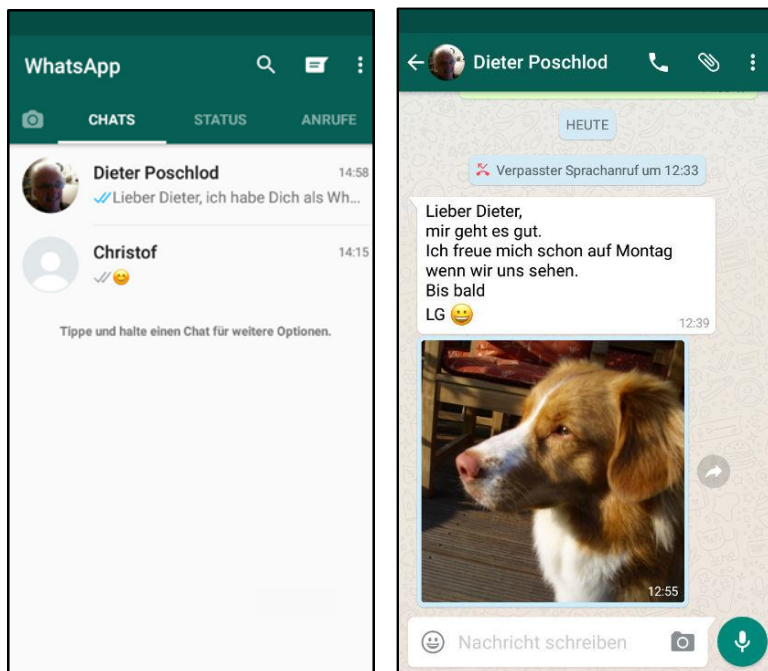 WhatsApp
CHATS
STATUS
ANRUFE
Dieter Poschlod
14:58
Lieber Dieter, ich habe Dich als Wh...
Christof
14:15
😊
Tippe und halte einen Chat für weitere Optionen.
Dieter Poschlod
HEUTE
Verpasster Sprachanruf um 12:33
Lieber Dieter,
mir geht es gut.
Ich freue mich schon auf Montag
wenn wir uns sehen.
Bis bald
LG 😀
12:39
12:55
Nachricht schreiben